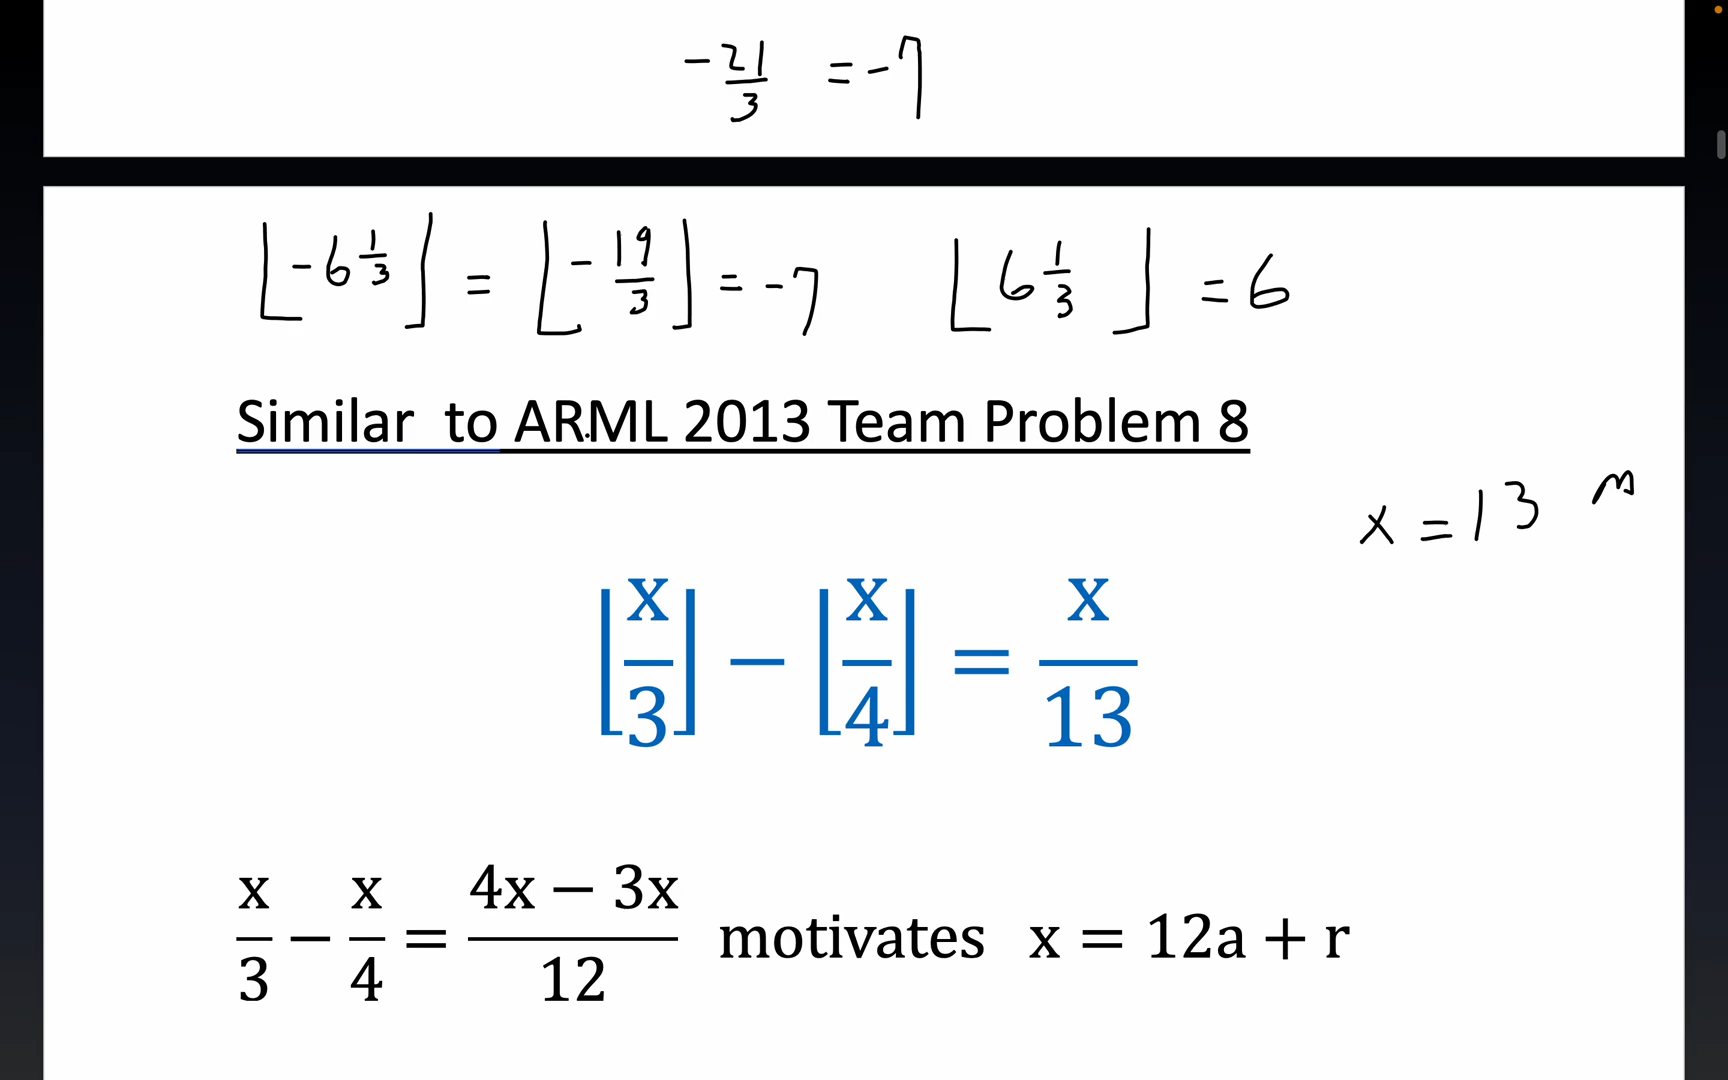 -21/3 = -7
⌊-6 1/3⌋ = ⌊-19/3⌋ = -7 ⌊6 1/3⌋ = 6
Similar to ARML 2013 Team Problem 8
x = 13 m
⌊x/3⌋ − ⌊x/4⌋ = x/13
x/3 − x/4 = (4x − 3x)/12 motivates x = 12a + r